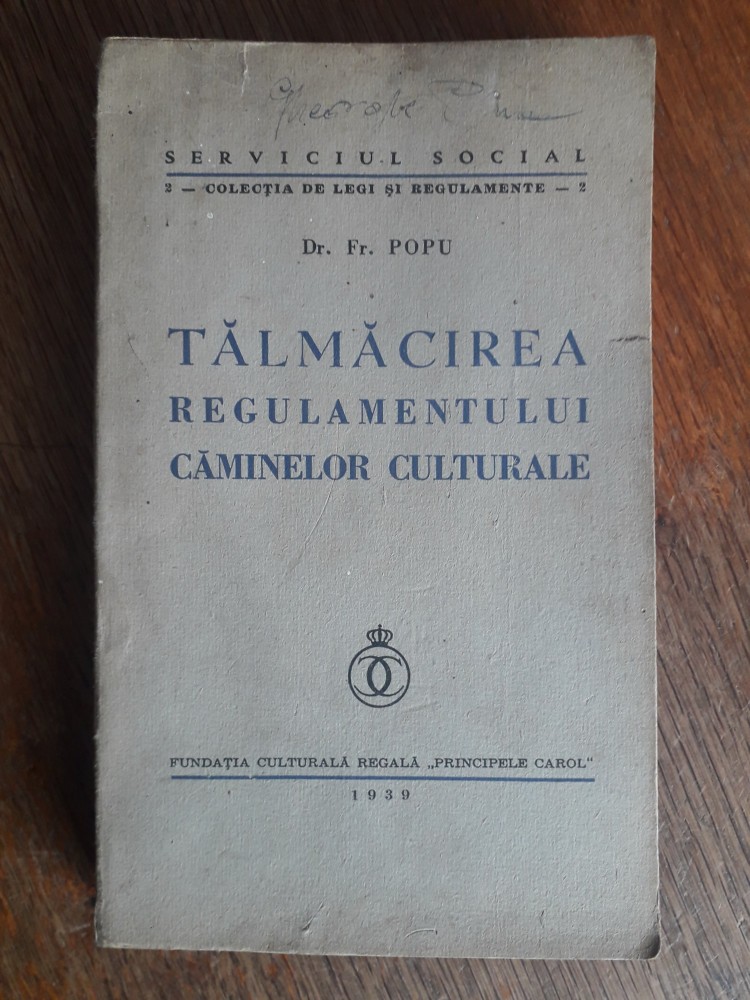 Gheorghe
SERVICIUL SOCIAL
2 — COLECȚIA DE LEGI ȘI REGULAMENTE — 2
Dr. Fr. POPU
TĂLMĂCIREA
REGULAMENTULUI
CĂMINELOR CULTURALE
FUNDAȚIA CULTURALĂ REGALĂ „PRINCIPELE CAROL"
1939